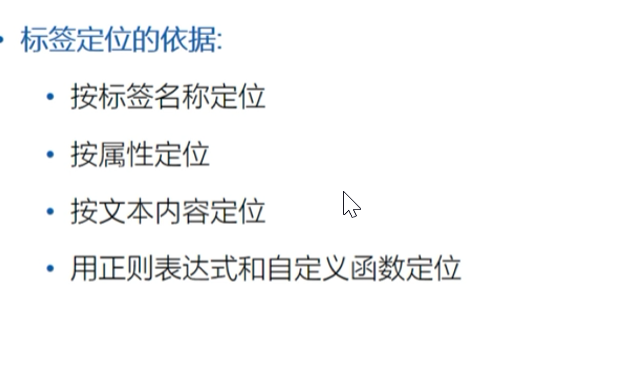 • 标签定位的依据:
• 按标签名称定位
• 按属性定位
• 按文本内容定位
• 用正则表达式和自定义函数定位